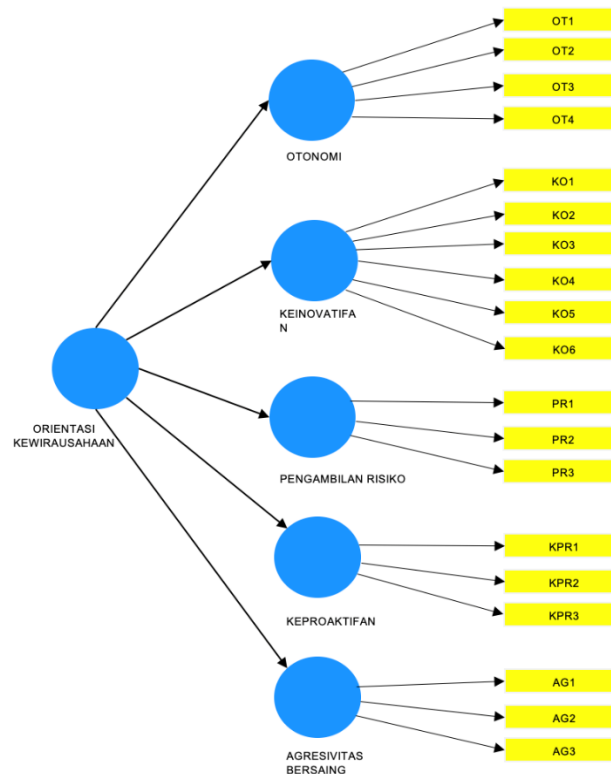 OT1
OT2
OT3
OT4
OTONOMI
KO1
KO2
KO3
KO4
KO5
KO6
KEINOVATIFA
N
ORIENTASI
KEWIRAUSAHAAN
PR1
PR2
PR3
PENGAMBILAN RISIKO
KPR1
KPR2
KPR3
KEPROAKTIFAN
AG1
AG2
AG3
AGRESIVITAS
BERSAING